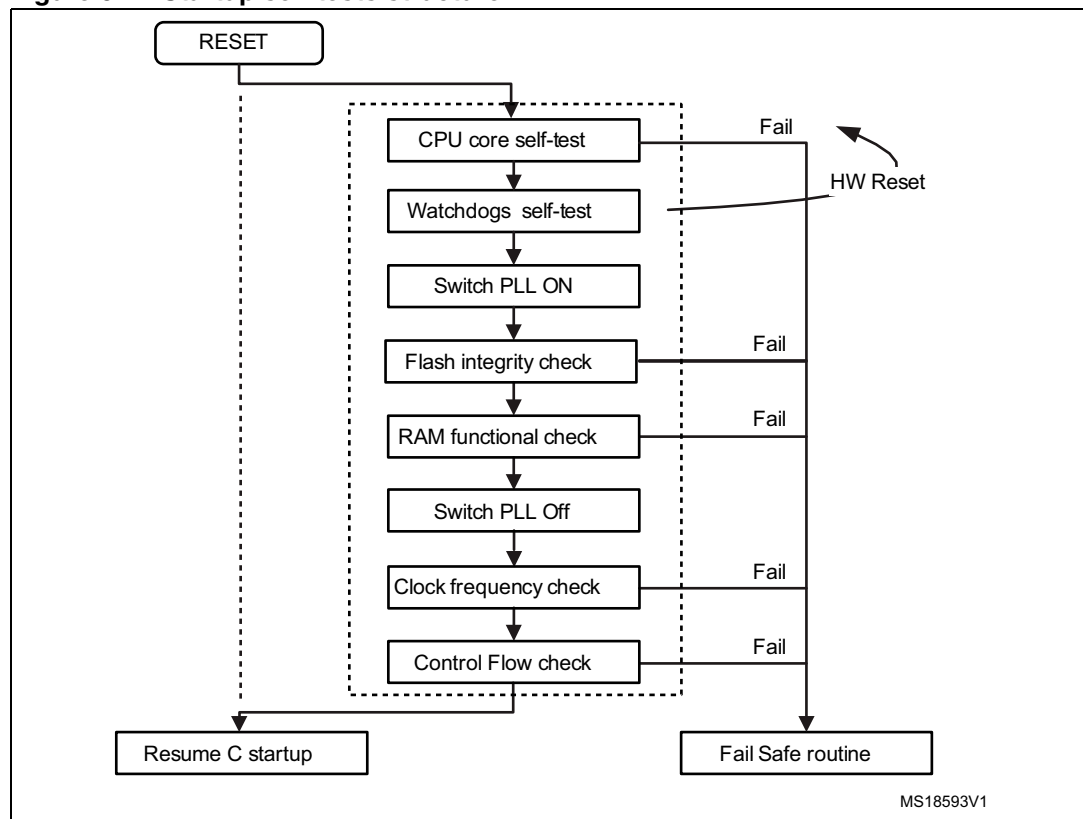 RESET
CPU core self-test
Fail
HW Reset
Watchdogs self-test
Switch PLL ON
Flash integrity check
Fail
RAM functional check
Fail
Switch PLL Off
Clock frequency check
Fail
Control Flow check
Fail
Resume C startup
Fail Safe routine
MS18593V1